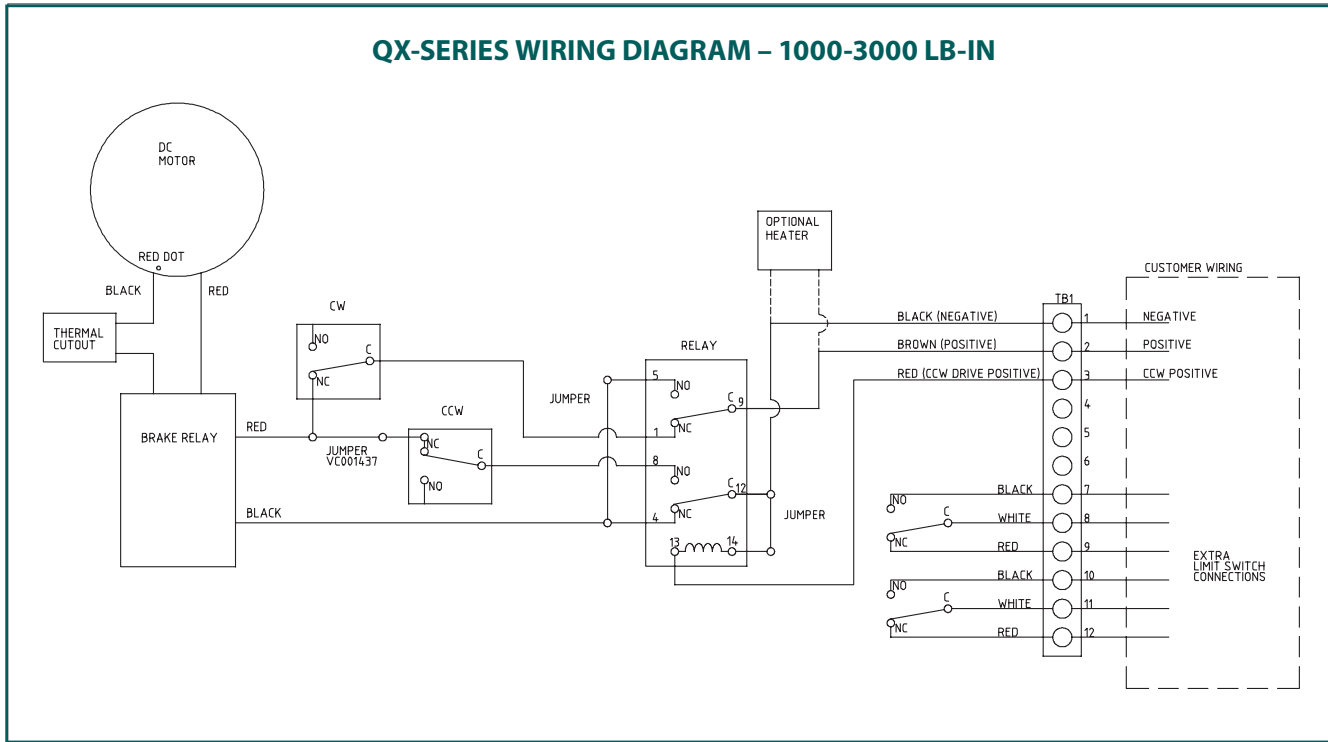 QX-SERIES WIRING DIAGRAM – 1000-3000 LB-IN
DC
MOTOR
RED DOT
BLACK
RED
THERMAL
CUTOUT
BRAKE RELAY
RED
BLACK
CW
NO
C
NC
JUMPER
VC001437
CCW
NC
C
NO
JUMPER
RELAY
5
NO
C
9
NC
1
8
NO
C
12
NC
4
13
14
JUMPER
OPTIONAL
HEATER
BLACK (NEGATIVE)
BROWN (POSITIVE)
RED (CCW DRIVE POSITIVE)
TB1
1
2
3
4
5
6
7
8
9
10
11
12
NO
C
NC
BLACK
WHITE
RED
NO
C
NC
BLACK
WHITE
RED
CUSTOMER WIRING
NEGATIVE
POSITIVE
CCW POSITIVE
EXTRA
LIMIT SWITCH
CONNECTIONS